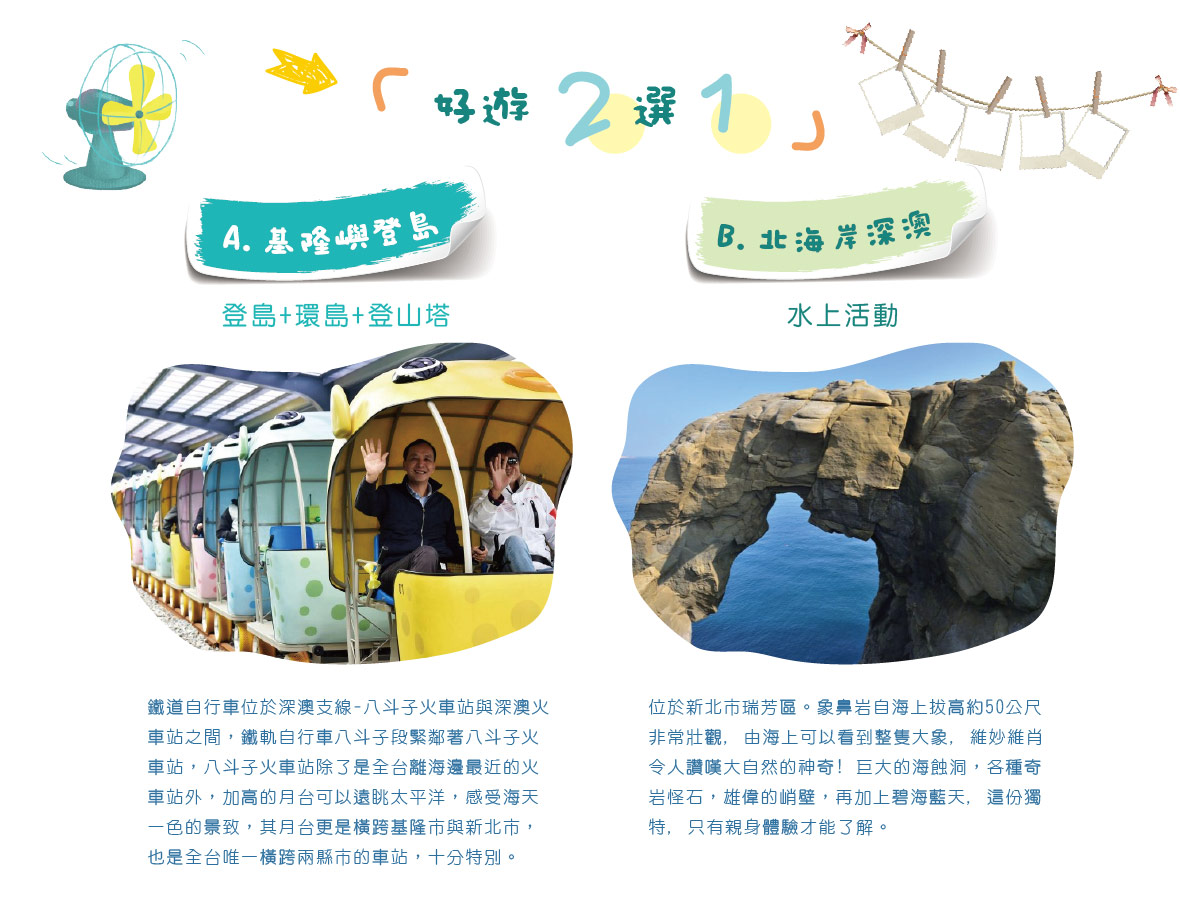 「好遊2選1」
A. 基隆嶼登島
登島+環島+登山塔
鐵道自行車位於深澳支線-八斗子火車站與深澳火
車站之間，鐵軌自行車八斗子段緊鄰著八斗子火
車站，八斗子火車站除了是全台離海邊最近的火
車站外，加高的月台可以遠眺太平洋，感受海天
一色的景致，其月台更是橫跨基隆市與新北市，
也是全台唯一橫跨兩縣市的車站，十分特別。
B. 北海岸深澳
水上活動
位於新北市瑞芳區。象鼻岩自海上拔高約50公尺
非常壯觀, 由海上可以看到整隻大象, 維妙維肖
令人讚嘆大自然的神奇! 巨大的海蝕洞，各種奇
岩怪石，雄偉的峭壁，再加上碧海藍天, 這份獨
特, 只有親身體驗才能了解。